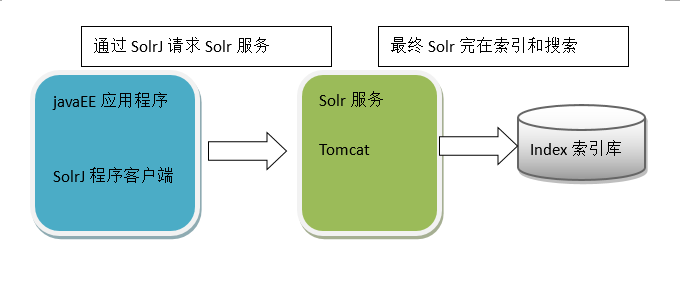 通过 SolrJ 请求 Solr 服务
最终 Solr 完在索引和搜索
javaEE 应用程序
SolrJ 程序客户端
Solr 服务
Tomcat
Index 索引库